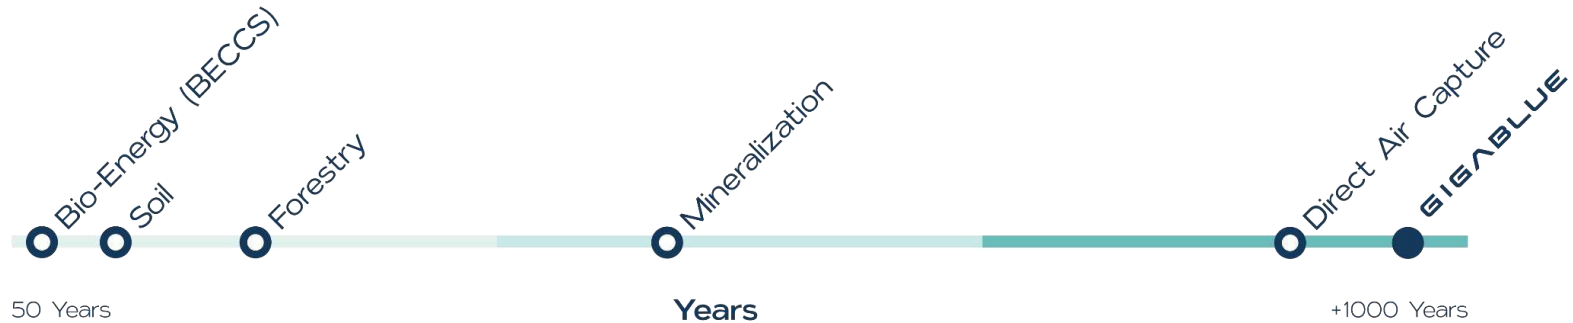 Bio-Energy (BECCS)
Soil
Forestry
Mineralization
Direct Air Capture
GIGABLUE
50 Years
Years
+1000 Years